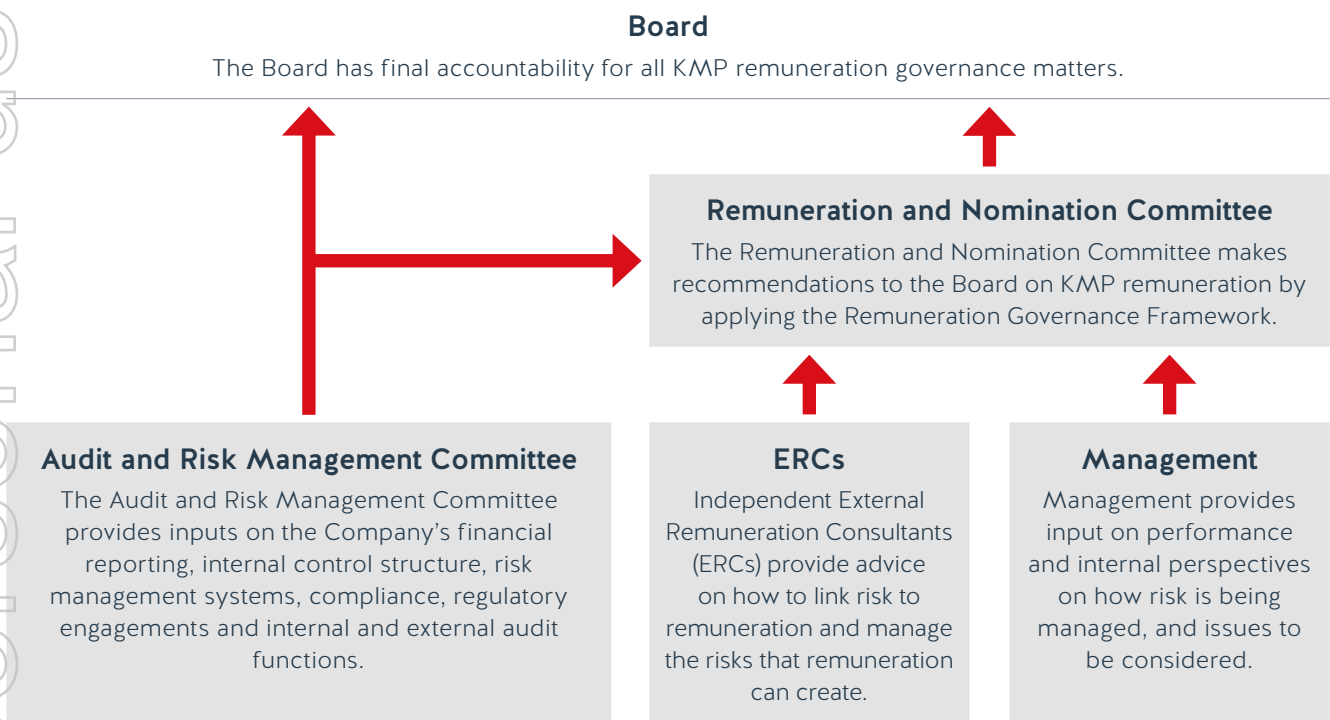 Board
The Board has final accountability for all KMP remuneration governance matters.
Remuneration and Nomination Committee
The Remuneration and Nomination Committee makes
recommendations to the Board on KMP remuneration by
applying the Remuneration Governance Framework.
Audit and Risk Management Committee
The Audit and Risk Management Committee
provides inputs on the Company’s financial
reporting, internal control structure, risk
management systems, compliance, regulatory
engagements and internal and external audit
functions.
ERCs
Independent External
Remuneration Consultants
(ERCs) provide advice
on how to link risk to
remuneration and manage
the risks that remuneration
can create.
Management
Management provides
input on performance
and internal perspectives
on how risk is being
managed, and issues to
be considered.